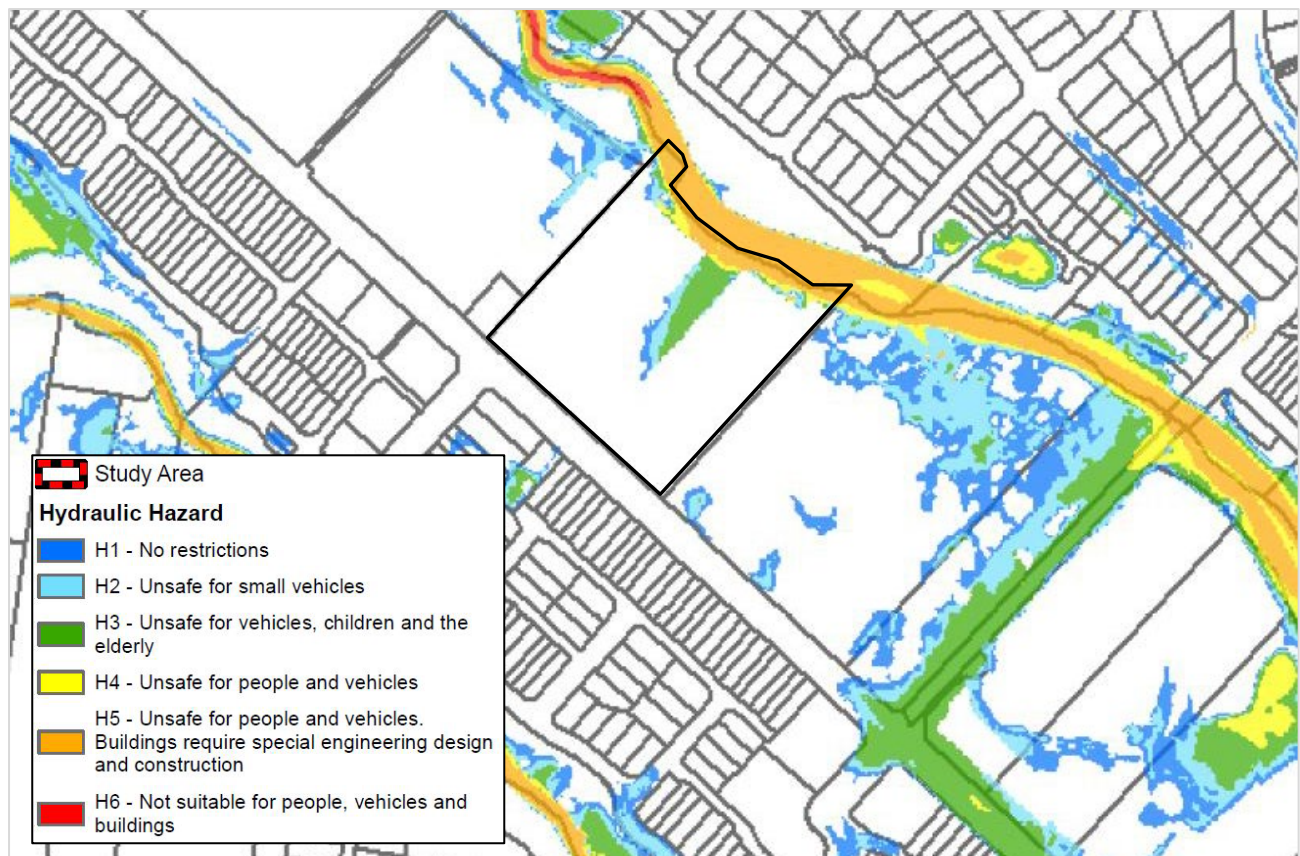 Study Area
Hydraulic Hazard
H1 - No restrictions
H2 - Unsafe for small vehicles
H3 - Unsafe for vehicles, children and the
elderly
H4 - Unsafe for people and vehicles
H5 - Unsafe for people and vehicles.
Buildings require special engineering design
and construction
H6 - Not suitable for people, vehicles and
buildings